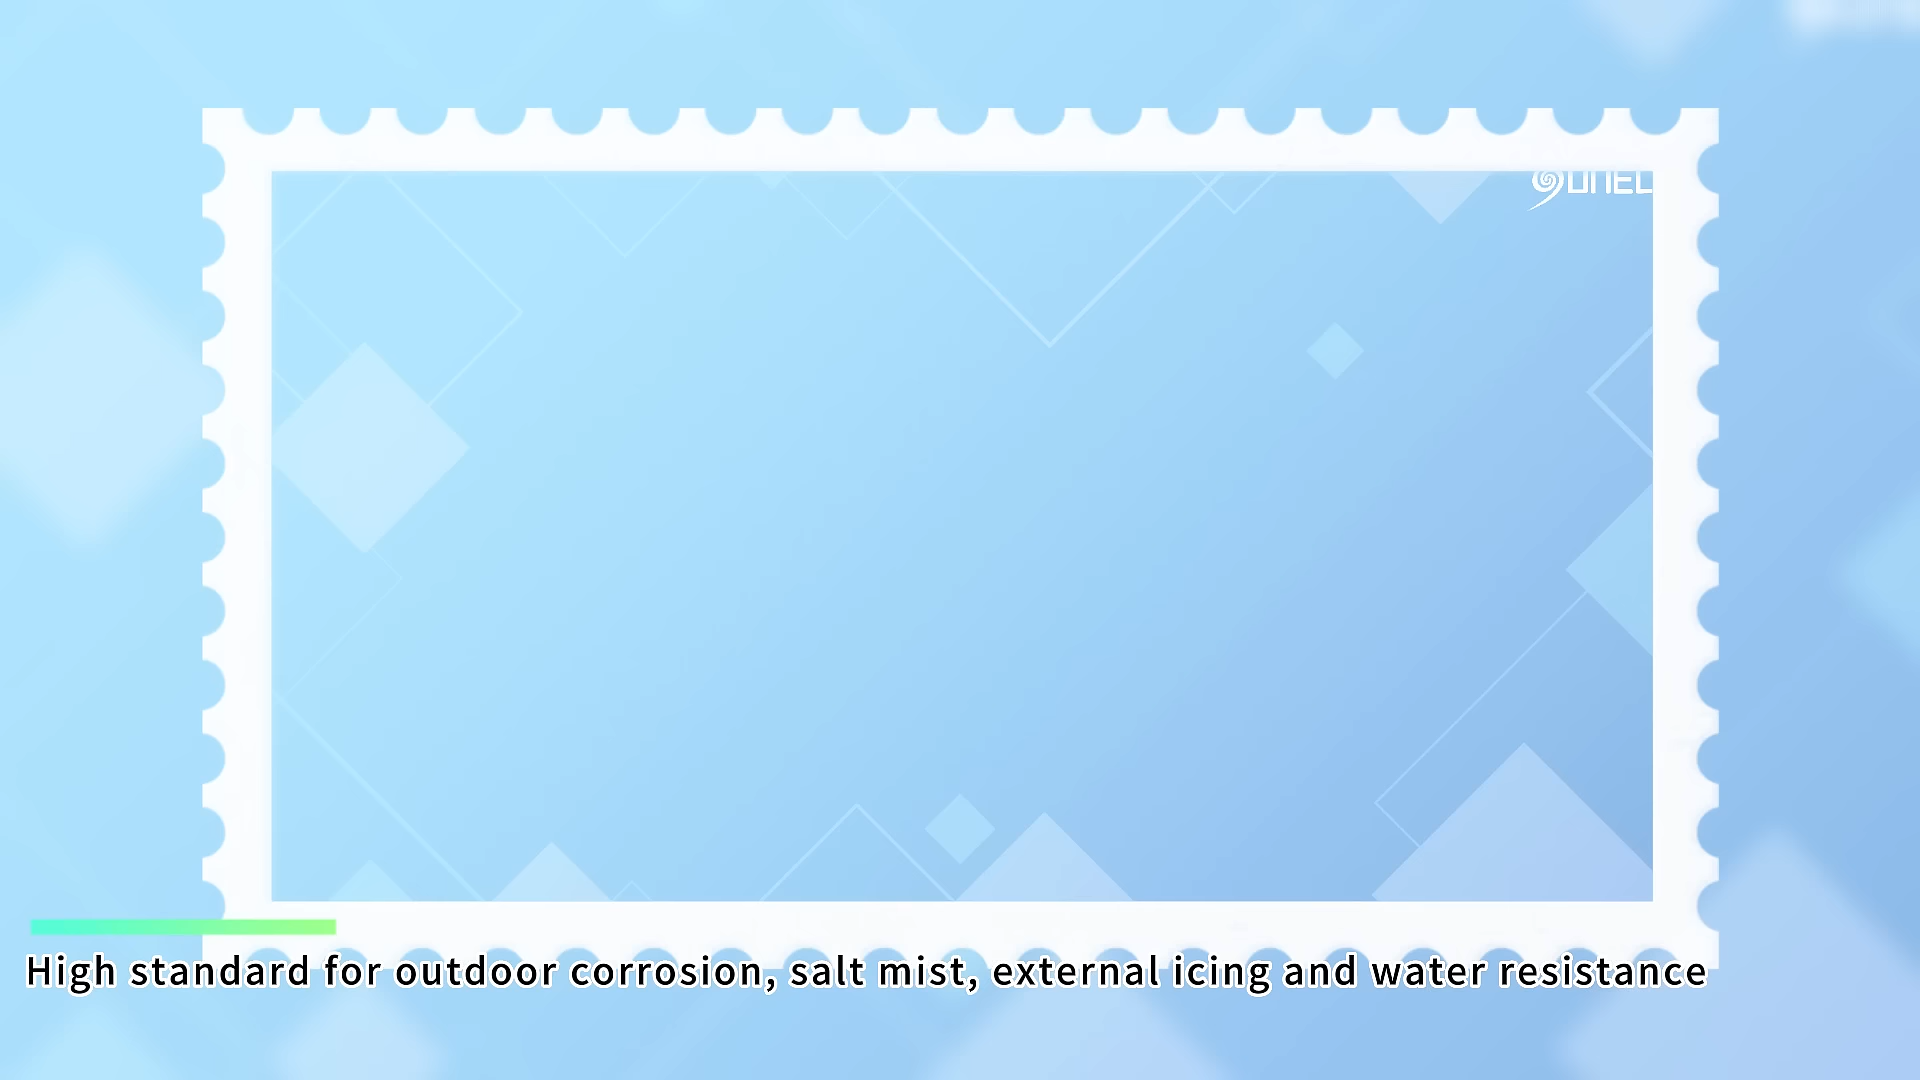 High standard for outdoor corrosion, salt mist, external icing and water resistance